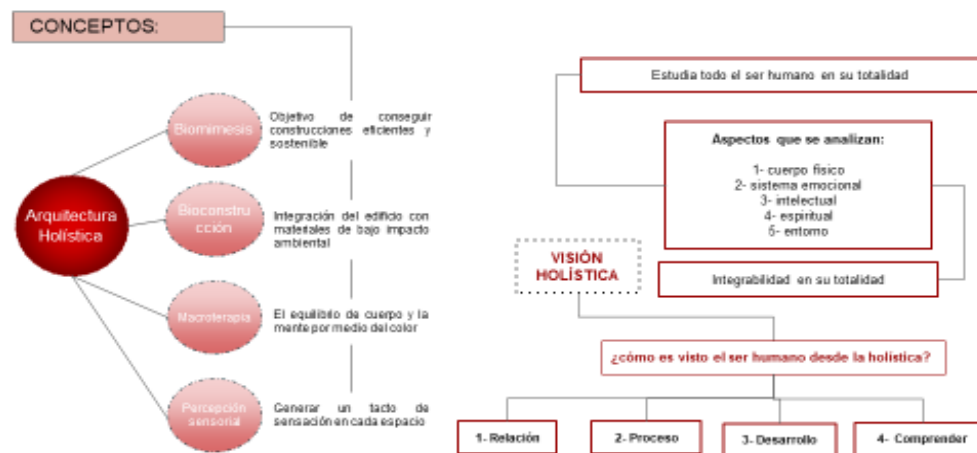 CONCEPTOS:
Arquitectura
Holística
Biomimesis
Objetivo de conseguir
construcciones eficientes y
sostenible
Bioconstru
cción
Integración del edificio con
materiales de bajo impacto
ambiental
Macroterapia
El equilibrio de cuerpo y la
mente por medio del color
Percepción
sensorial
Generar un tacto de
sensación en cada espacio
Estudia todo el ser humano en su totalidad
Aspectos que se analizan:
1- cuerpo físico
2- sistema emocional
3- intelectual
4- espiritual
5- entorno
VISIÓN
HOLÍSTICA
Integrabilidad en su totalidad
¿cómo es visto el ser humano desde la holística?
1- Relación
2- Proceso
3- Desarrollo
4- Comprender